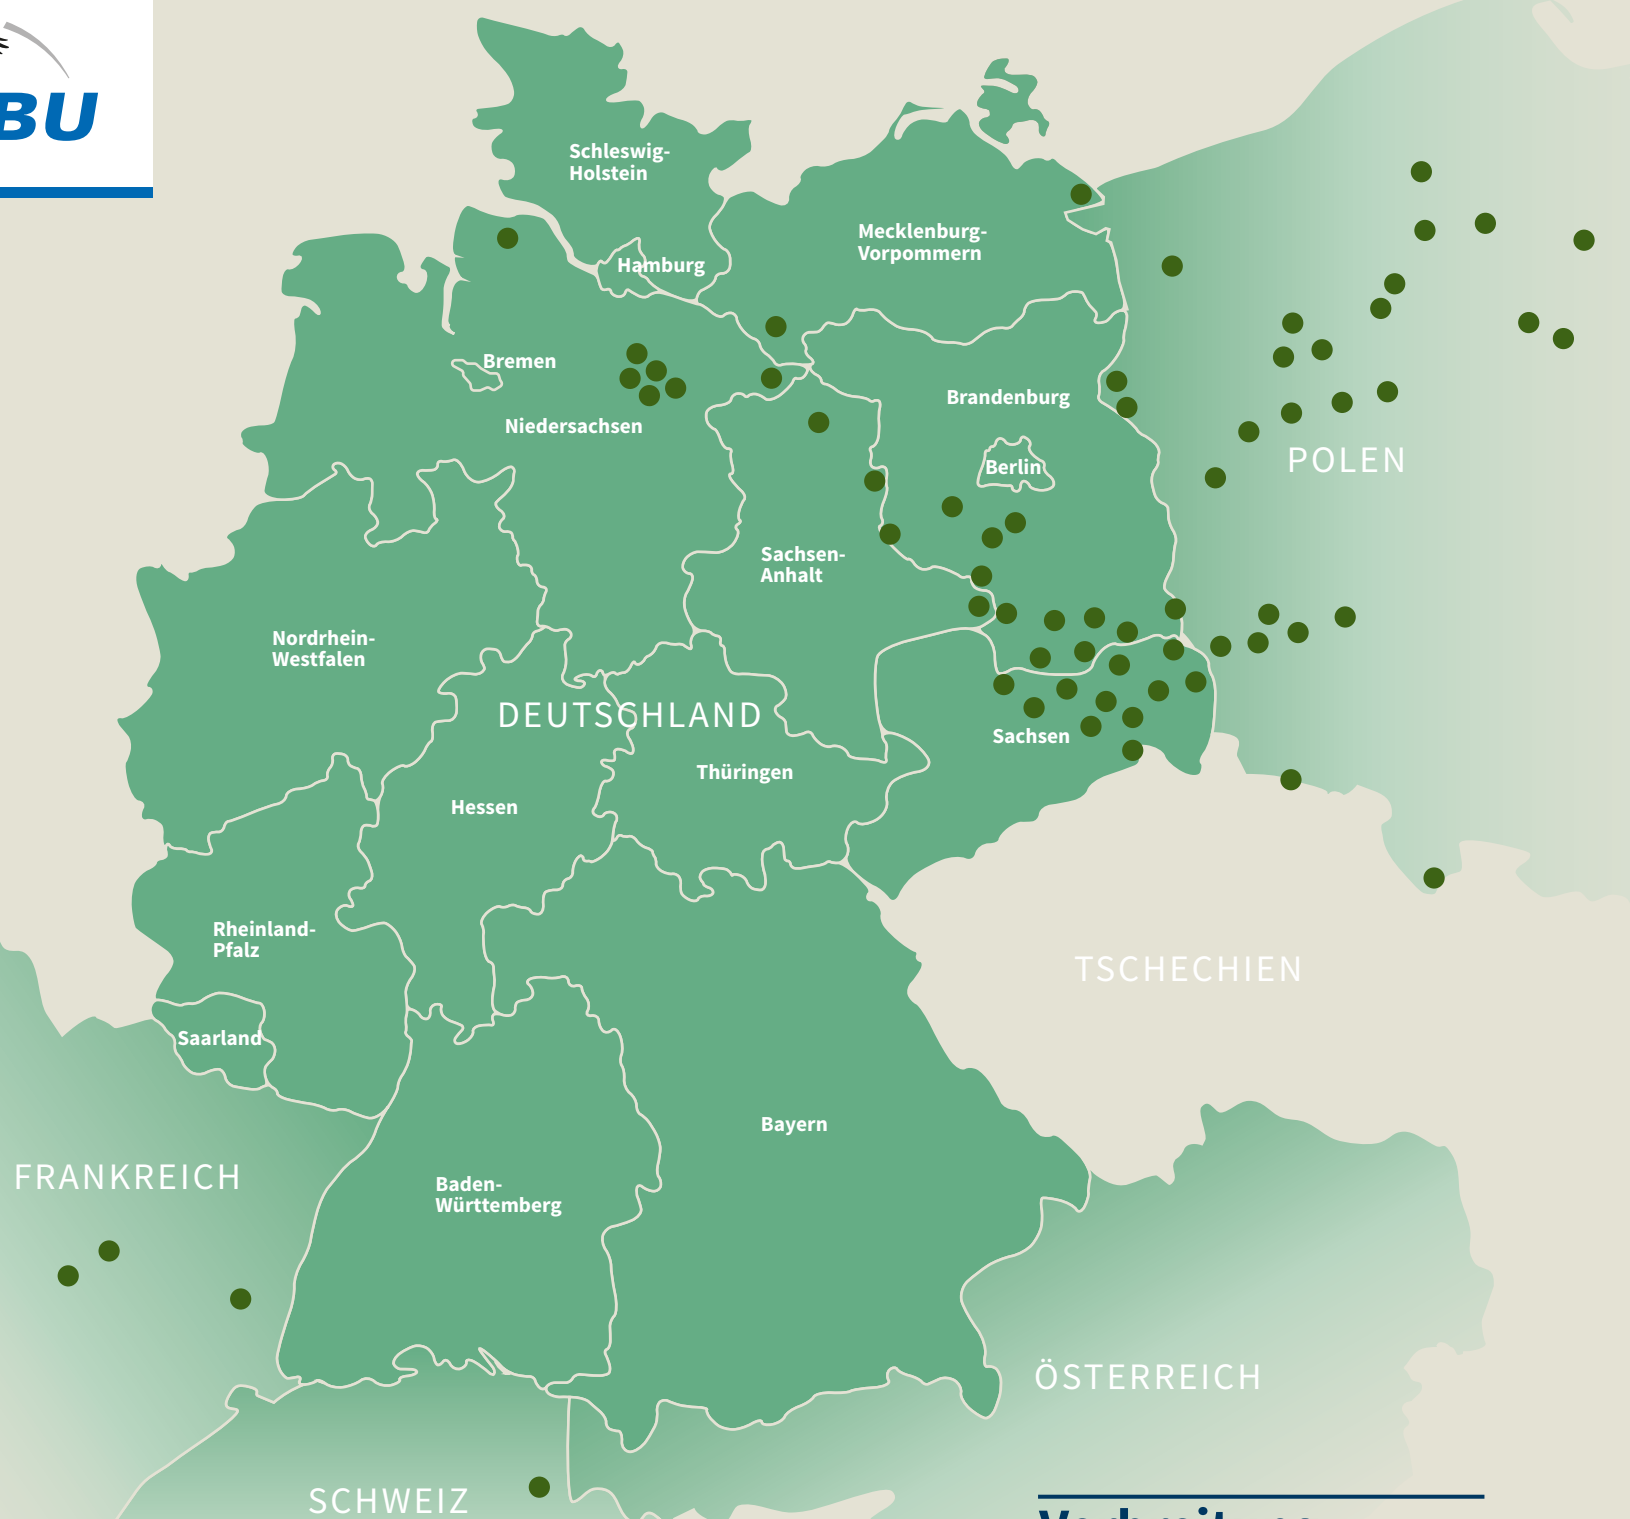 BU
Schleswig-
Holstein
Mecklenburg-
Vorpommern
Hamburg
Bremen
Niedersachsen
Brandenburg
Berlin
POLEN
Sachsen-
Anhalt
Nordrhein-
Westfalen
DEUTSCHLAND
Sachsen
Thüringen
Hessen
Rheinland-
Pfalz
TSCHECHIEN
Saarland
Bayern
FRANKREICH
Baden-
Württemberg
ÖSTERREICH
SCHWEIZ